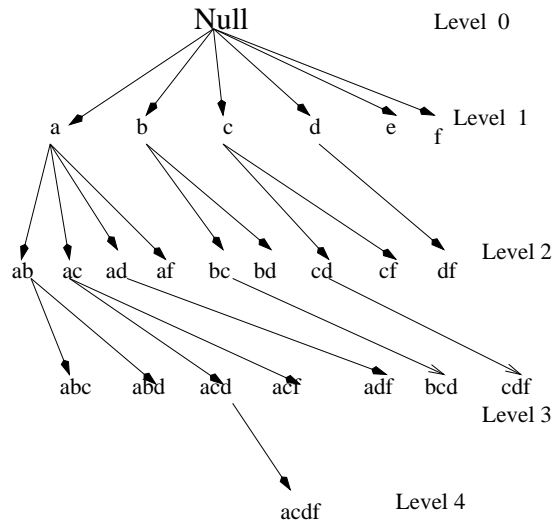 Null Level 0
a b c d e f Level 1
ab ac ad af bc bd cd cf df Level 2
abc abd acd acf adf bcd cdf
Level 3
acdf Level 4